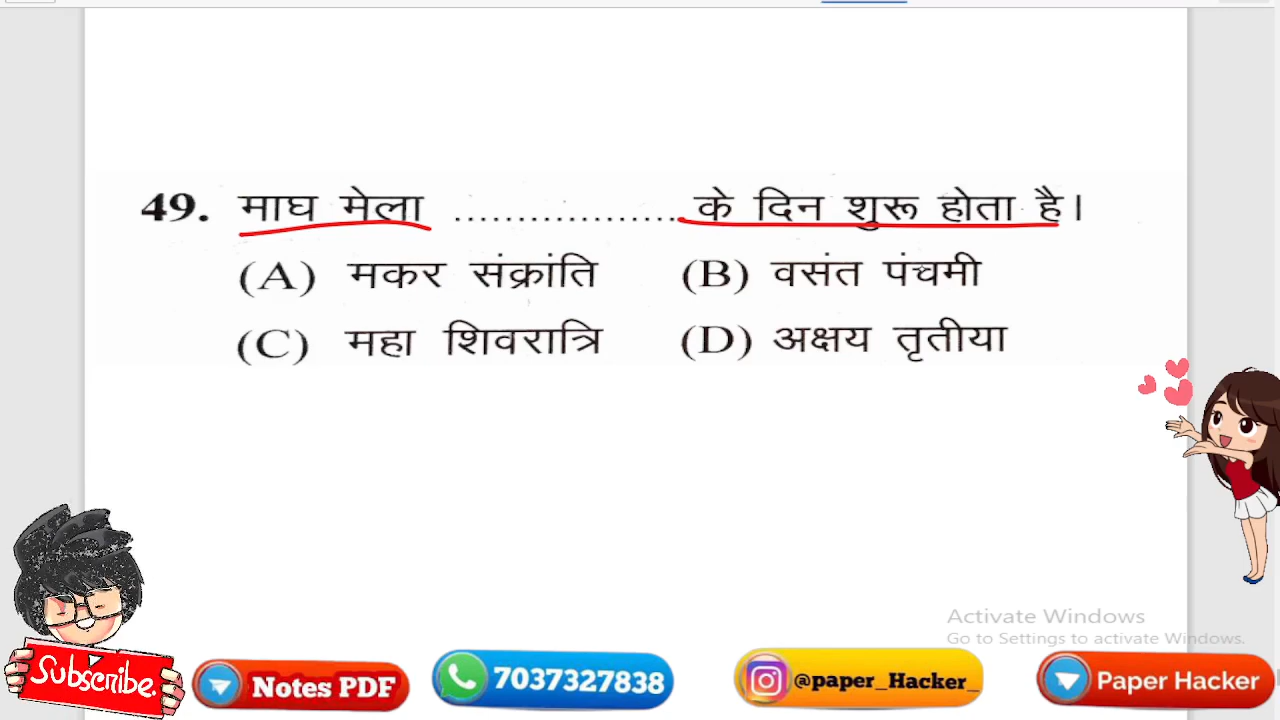 49. माघ मेला .................... के दिन शुरू होता है।
(A) मकर संक्रांति (B) वसंत पंचमी
(C) महा शिवरात्रि (D) अक्षय तृतीया
Activate Windows
Go to Settings to activate Windows.
Subscribe.
Notes PDF
7037327838
@paper_Hacker_
Paper Hacker